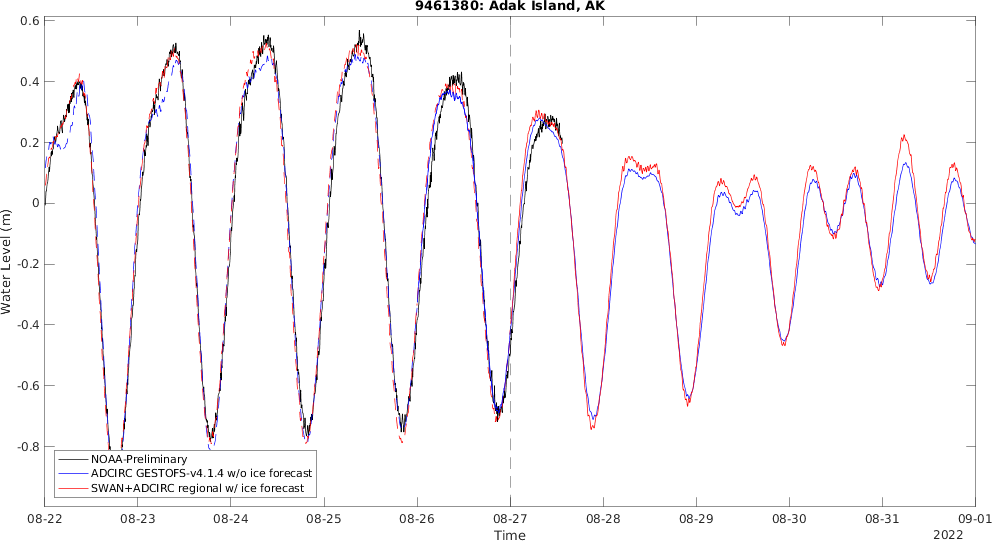 9461380: Adak Island, AK
0.6
0.4
0.2
0
-0.2
-0.4
-0.6
-0.8
Water Level (m)
NOAA-Preliminary
ADCIRC GESTOFS-v4.1.4 w/o ice forecast
SWAN+ADCIRC regional w/ ice forecast
08-22 08-23 08-24 08-25 08-26 08-27 08-28 08-29 08-30 08-31 09-01
Time
2022